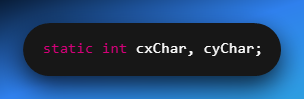 static int cxChar, cyChar;